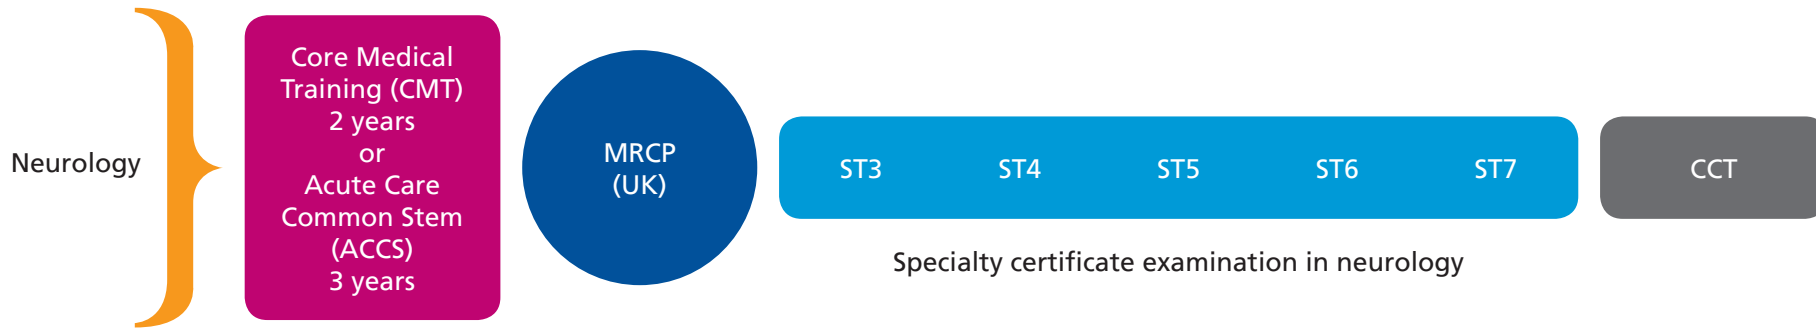 Neurology
Core Medical
Training (CMT)
2 years
or
Acute Care
Common Stem
(ACCS)
3 years
MRCP
(UK)
ST3 ST4 ST5 ST6 ST7
CCT
Specialty certificate examination in neurology